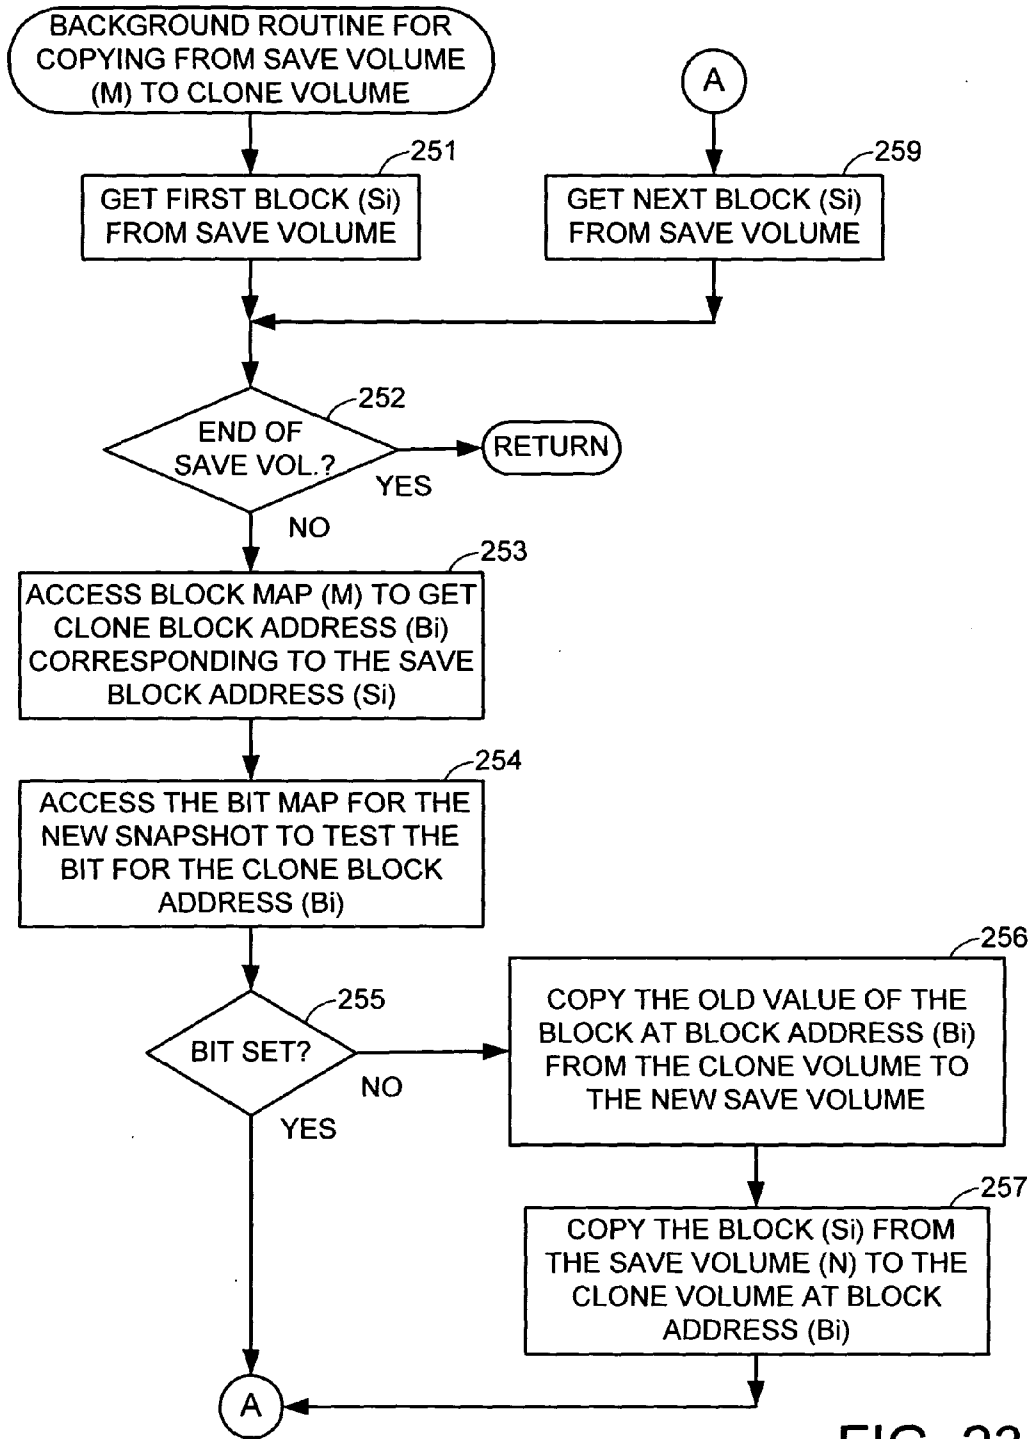 BACKGROUND ROUTINE FOR
COPYING FROM SAVE VOLUME
(M) TO CLONE VOLUME
A
251
GET FIRST BLOCK (Si)
FROM SAVE VOLUME
259
GET NEXT BLOCK (Si)
FROM SAVE VOLUME
252
END OF
SAVE VOL.?
YES
RETURN
NO
253
ACCESS BLOCK MAP (M) TO GET
CLONE BLOCK ADDRESS (Bi)
CORRESPONDING TO THE SAVE
BLOCK ADDRESS (Si)
254
ACCESS THE BIT MAP FOR THE
NEW SNAPSHOT TO TEST THE
BIT FOR THE CLONE BLOCK
ADDRESS (Bi)
255
BIT SET?
NO
YES
256
COPY THE OLD VALUE OF THE
BLOCK AT BLOCK ADDRESS (Bi)
FROM THE CLONE VOLUME TO
THE NEW SAVE VOLUME
257
COPY THE BLOCK (Si) FROM
THE SAVE VOLUME (N) TO THE
CLONE VOLUME AT BLOCK
ADDRESS (Bi)
A
FIG. 23